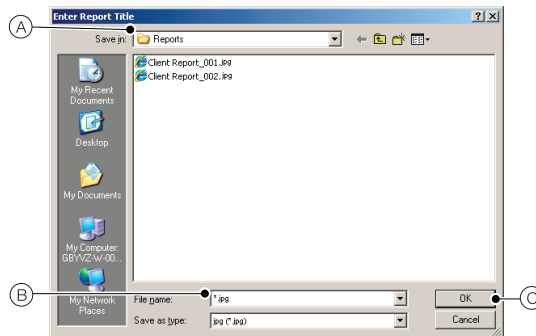 Enter Report Title
A
Save in:
Reports
Client Report_001.jpg
Client Report_002.jpg
My Recent
Documents
Desktop
My Documents
My Computer:
GBYVZ-W-00...
My Network
Places
B
File name:
*.jpg
OK
C
Save as type:
jpg (*.jpg)
Cancel